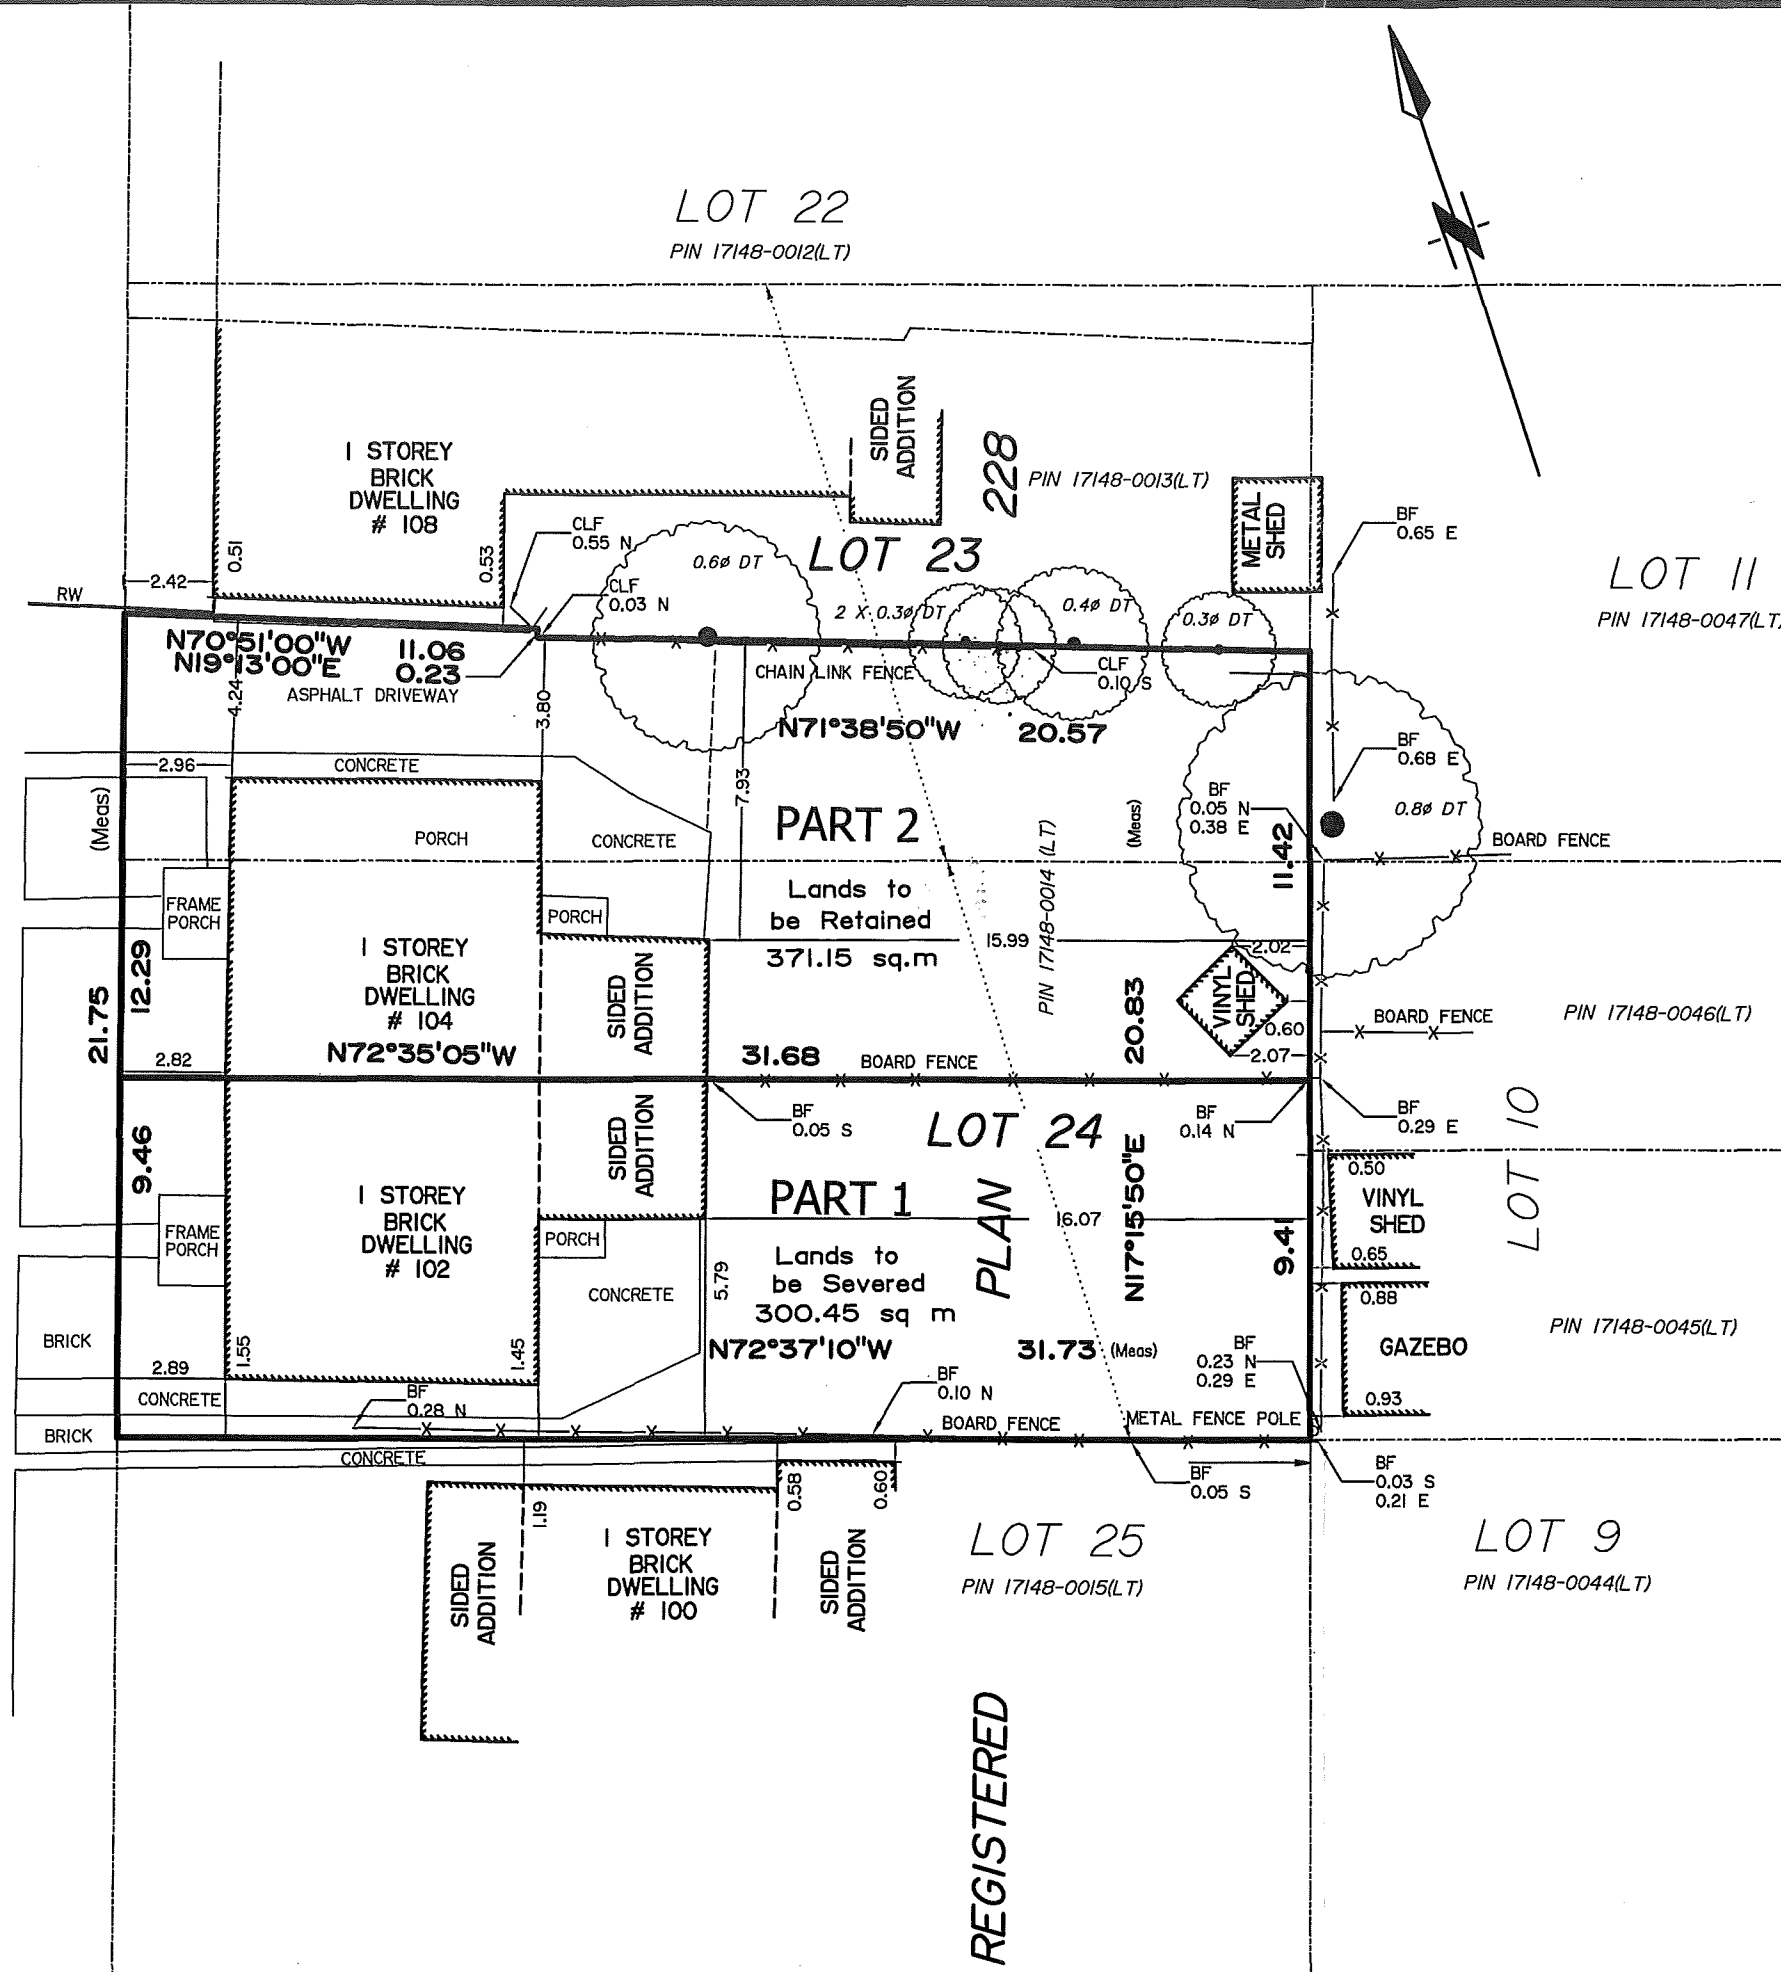 LOT 22
PIN 17148-0012(LT)
1 STOREY
BRICK
DWELLING
# 108
SIDED
ADDITION
228
PIN 17148-0013(LT)
METAL
SHED
BF
0.65 E
CLF
0.55 N
LOT 23
0.6ø DT
0.51
0.53
2.42
RW
CLF
0.03 N
2 X 0.3ø DT
0.4ø DT
0.3ø DT
LOT 11
PIN 17148-0047(LT)
N70°51'00"W 11.06
N19°13'00"E 0.23
ASPHALT DRIVEWAY
4.24
3.80
CHAIN LINK FENCE
CLF
0.10 S
N71°38'50"W 20.57
7.93
BF
0.68 E
2.96
CONCRETE
(Meas)
PORCH
CONCRETE
PART 2
(Meas)
BF
0.05 N
0.38 E
11.42
0.8ø DT
BOARD FENCE
Lands to
be Retained
371.15 sq.m
PIN 17148-0014 (LT)
FRAME
PORCH
PORCH
1 STOREY
BRICK
DWELLING
# 104
SIDED
ADDITION
15.99
2.02
VINYL
SHED
0.60
2.07
BOARD FENCE
PIN 17148-0046(LT)
21.75
12.29
20.83
2.82
N72°35'05"W
31.68
BOARD FENCE
BF
0.05 S
BF
0.14 N
BF
0.29 E
LOT 24
9.46
SIDED
ADDITION
PART 1
PLAN
N17°15'50"E
9.41
16.07
0.50
VINYL
SHED
0.65
LOT 10
1 STOREY
BRICK
DWELLING
# 102
FRAME
PORCH
PORCH
CONCRETE
5.79
Lands to
be Severed
300.45 sq m
N72°37'10"W 31.73 (Meas)
0.88
GAZEBO
0.93
PIN 17148-0045(LT)
BRICK
2.89
1.55
1.45
CONCRETE
BRICK
BF
0.28 N
BF
0.10 N
BF
0.23 N
0.29 E
BOARD FENCE
METAL FENCE POLE
CONCRETE
BF
0.05 S
BF
0.03 S
0.21 E
1.19
0.58
0.60
SIDED
ADDITION
1 STOREY
BRICK
DWELLING
# 100
SIDED
ADDITION
LOT 25
PIN 17148-0015(LT)
LOT 9
PIN 17148-0044(LT)
REGISTERED